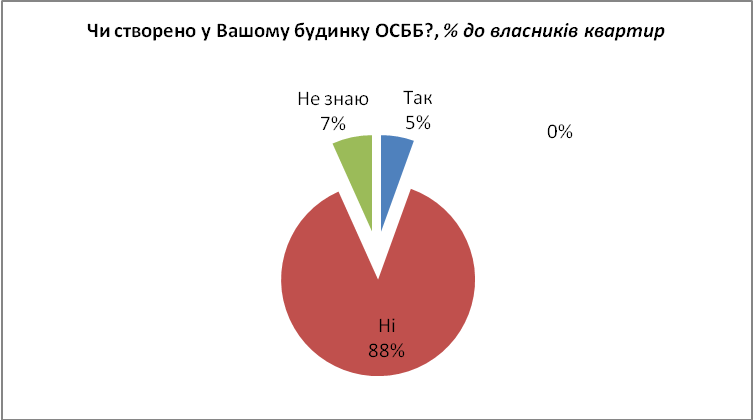 Чи створено у Вашому будинку ОСББ?, % до власників квартир
Не знаю
7%
Так
5%
0%
Ні
88%